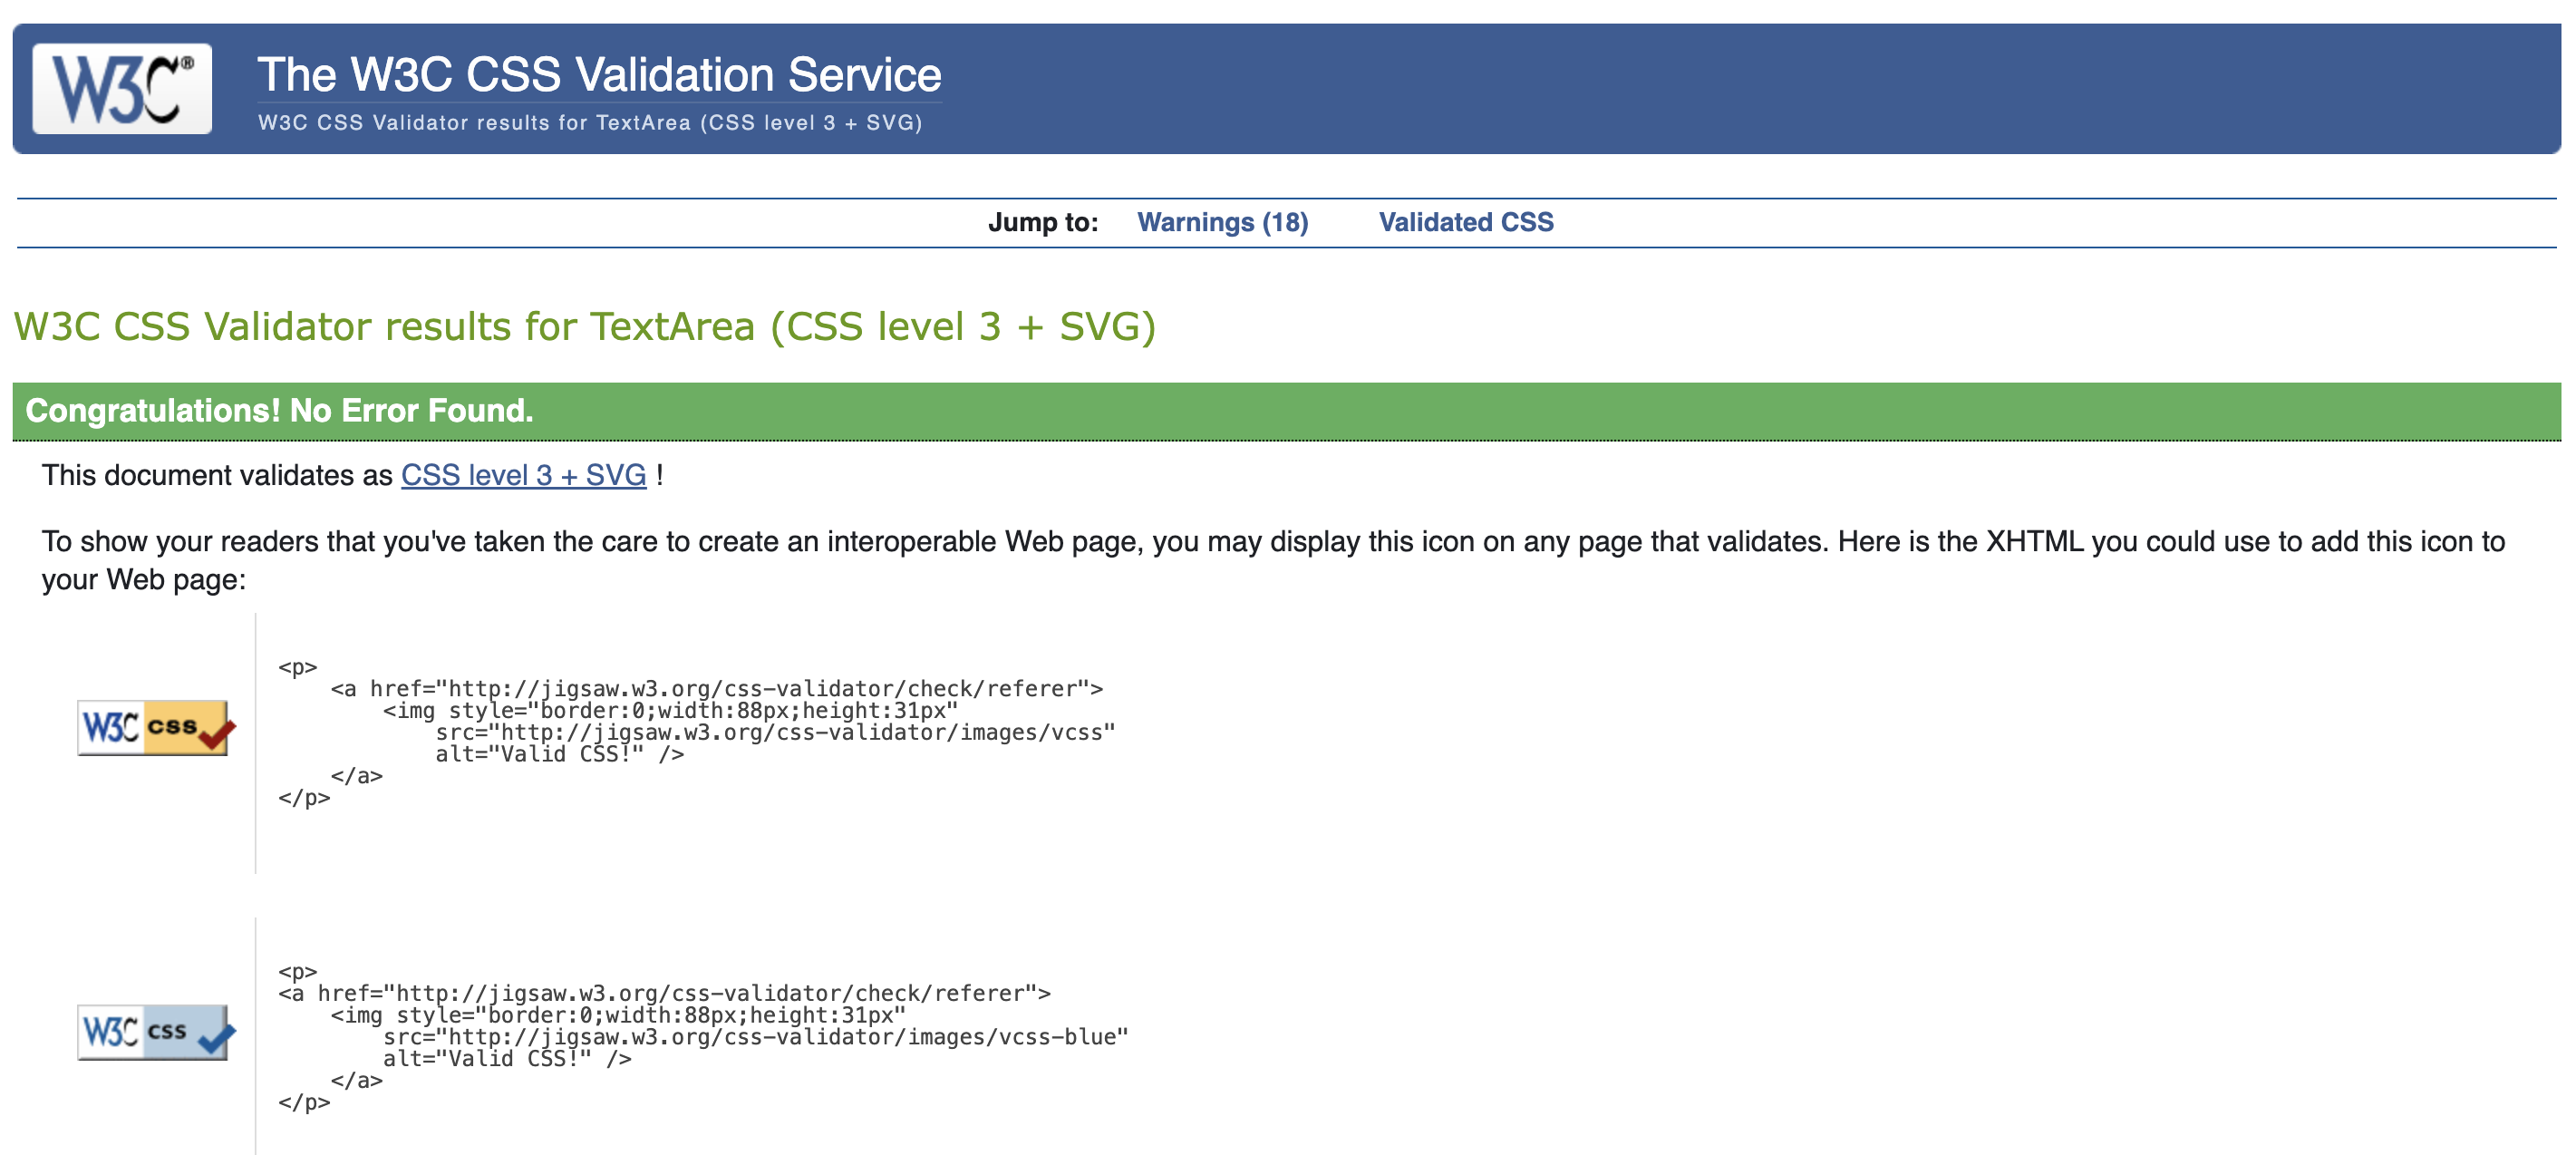 W3C®
The W3C CSS Validation Service
W3C CSS Validator results for TextArea (CSS level 3 + SVG)
Jump to: Warnings (18) Validated CSS
W3C CSS Validator results for TextArea (CSS level 3 + SVG)
Congratulations! No Error Found.
This document validates as CSS level 3 + SVG !
To show your readers that you've taken the care to create an interoperable Web page, you may display this icon on any page that validates. Here is the XHTML you could use to add this icon to
your Web page:
W3C css
<p>
    <a href="http://jigsaw.w3.org/css-validator/check/referer">
        <img style="border:0;width:88px;height:31px"
            src="http://jigsaw.w3.org/css-validator/images/vcss"
            alt="Valid CSS!" />
    </a>
</p>
W3C css
<p>
<a href="http://jigsaw.w3.org/css-validator/check/referer">
    <img style="border:0;width:88px;height:31px"
        src="http://jigsaw.w3.org/css-validator/images/vcss-blue"
        alt="Valid CSS!" />
    </a>
</p>